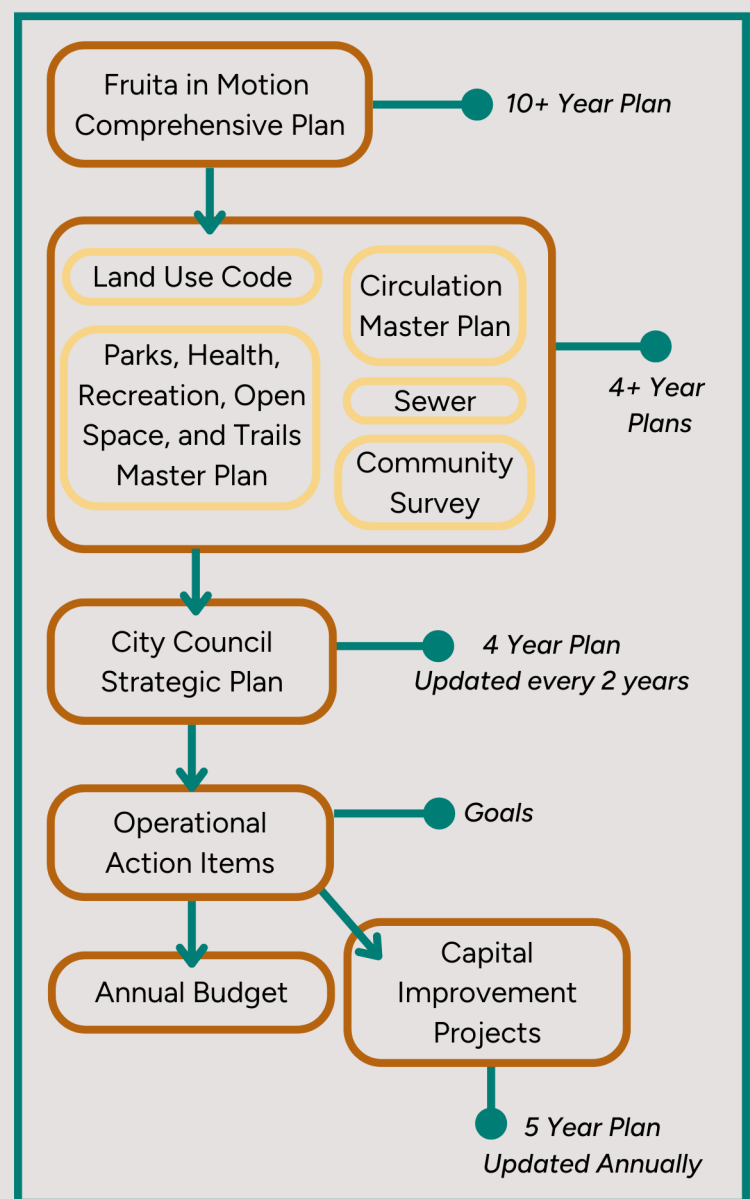 Fruita in Motion
Comprehensive Plan
10+ Year Plan
Land Use Code
Parks, Health,
Recreation, Open
Space, and Trails
Master Plan
Circulation
Master Plan
Sewer
Community
Survey
4+ Year
Plans
City Council
Strategic Plan
4 Year Plan
Updated every 2 years
Operational
Action Items
Goals
Annual Budget
Capital
Improvement
Projects
5 Year Plan
Updated Annually